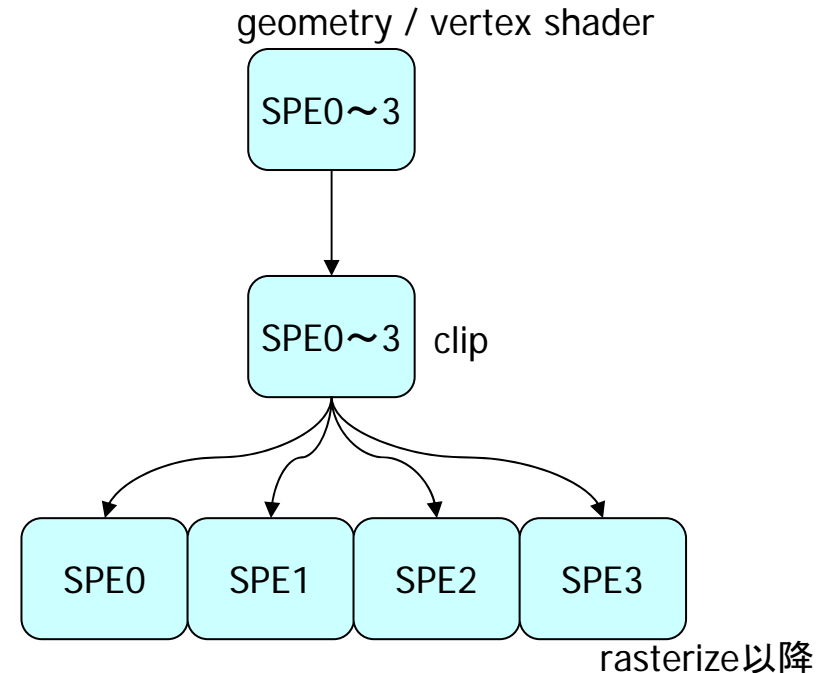 geometry / vertex shader
SPE0～3
SPE0～3
clip
SPE0
SPE1
SPE2
SPE3
rasterize以降